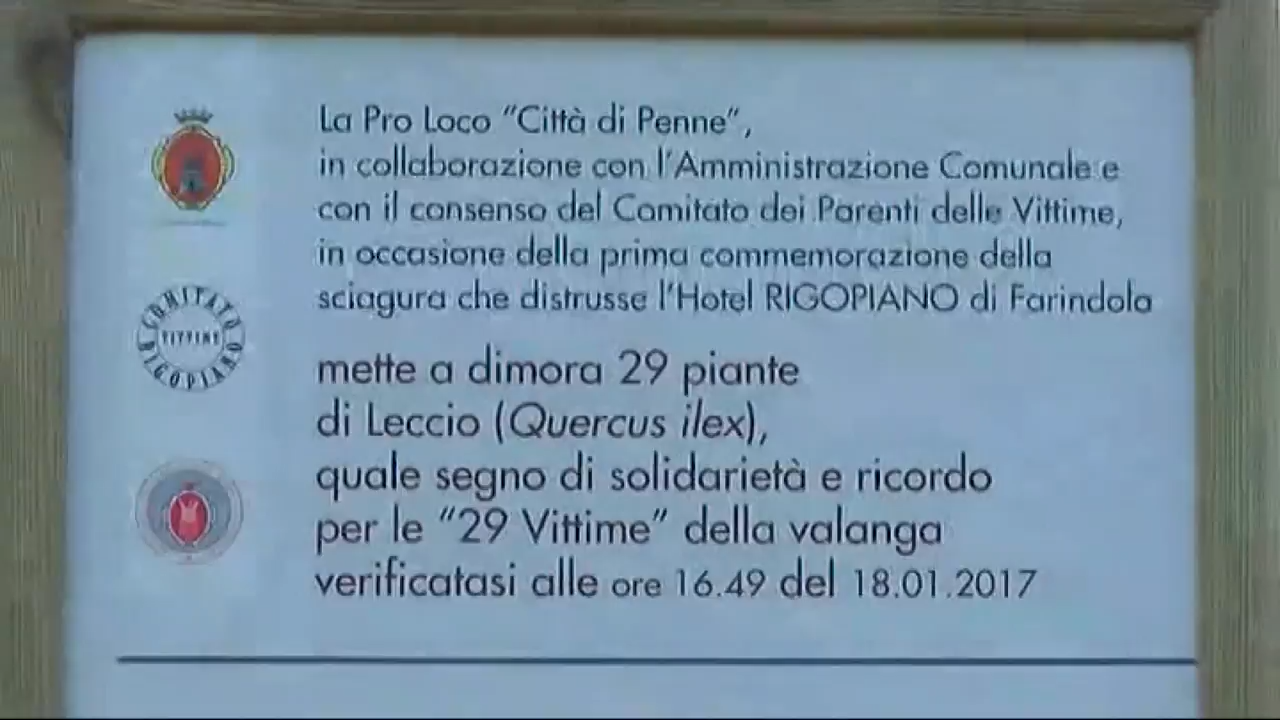 La Pro Loco "Città di Penne",
in collaborazione con l'Amministrazione Comunale e
con il consenso del Comitato dei Parenti delle Vittime,
in occasione della prima commemorazione della
sciagura che distrusse l'Hotel RIGOPIANO di Farindola
mette a dimora 29 piante
di Leccio (Quercus ilex),
quale segno di solidarietà e ricordo
per le "29 Vittime" della valanga
verificatasi alle ore 16.49 del 18.01.2017
COMITATO
VITTIME
RIGOPIANO